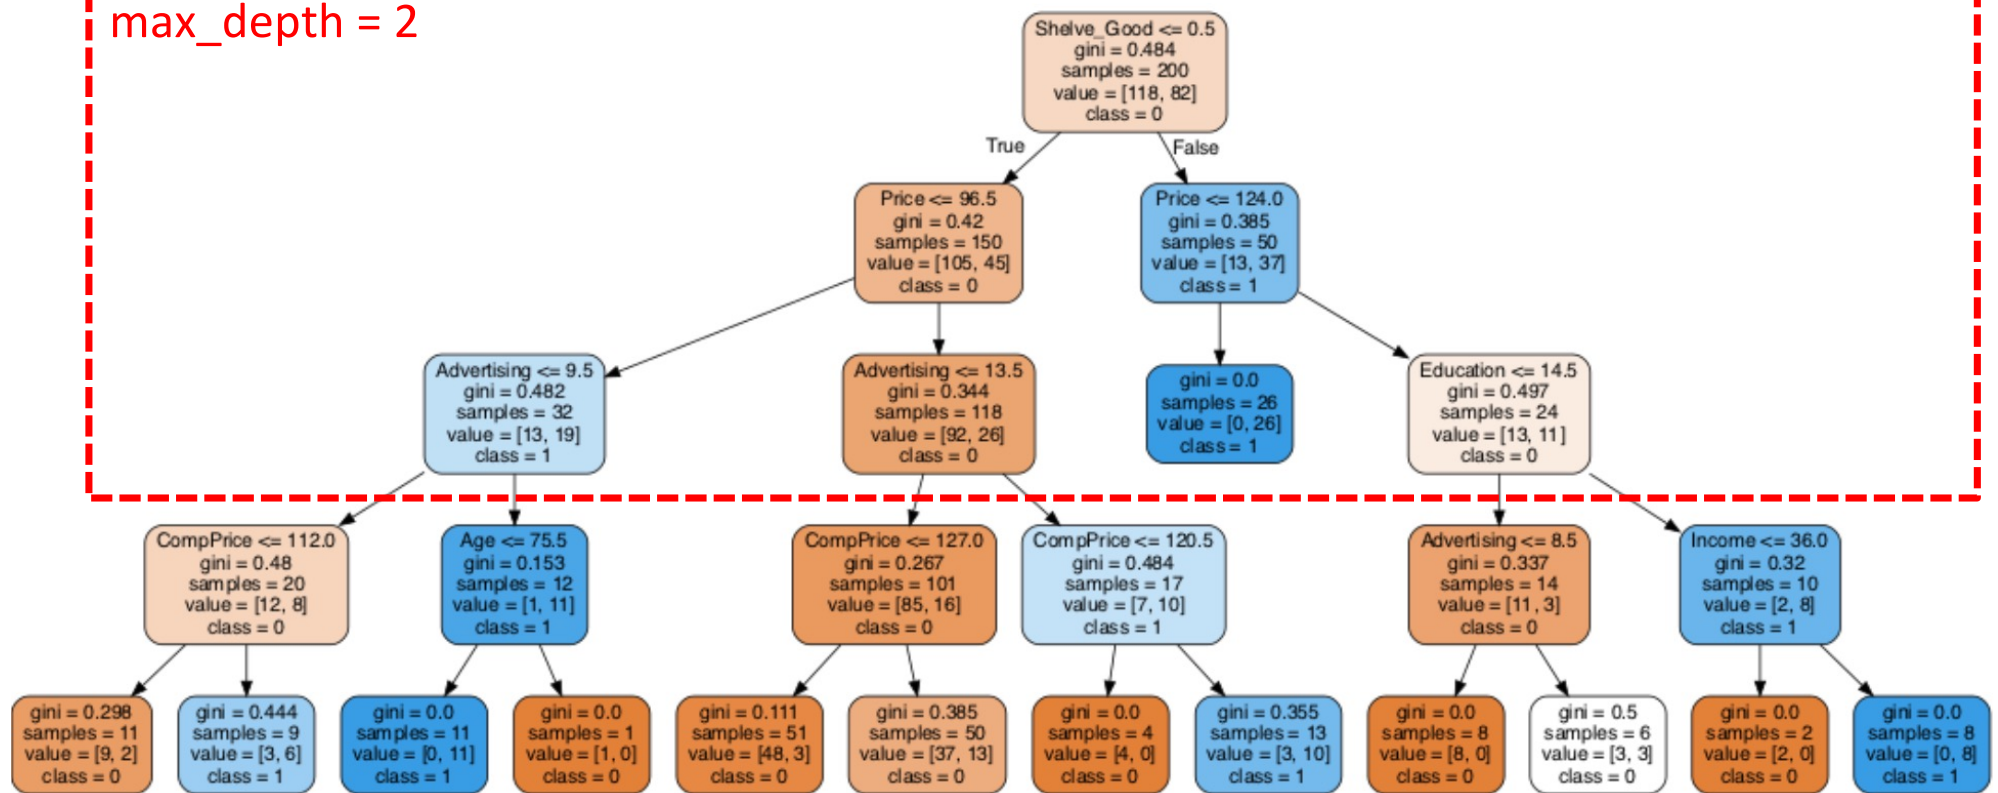 max_depth = 2
Shelve_Good <= 0.5
gini = 0.484
samples = 200
value = [118, 82]
class = 0
True
False
Price <= 96.5
gini = 0.42
samples = 150
value = [105, 45]
class = 0
Price <= 124.0
gini = 0.385
samples = 50
value = [13, 37]
class = 1
Advertising <= 9.5
gini = 0.482
samples = 32
value = [13, 19]
class = 1
Advertising <= 13.5
gini = 0.344
samples = 118
value = [92, 26]
class = 0
gini = 0.0
samples = 26
value = [0, 26]
class = 1
Education <= 14.5
gini = 0.497
samples = 24
value = [13, 11]
class = 0
CompPrice <= 112.0
gini = 0.48
samples = 20
value = [12, 8]
class = 0
Age <= 75.5
gini = 0.153
samples = 12
value = [1, 11]
class = 1
CompPrice <= 127.0
gini = 0.267
samples = 101
value = [85, 16]
class = 0
CompPrice <= 120.5
gini = 0.484
samples = 17
value = [7, 10]
class = 1
Advertising <= 8.5
gini = 0.337
samples = 14
value = [11, 3]
class = 0
Income <= 36.0
gini = 0.32
samples = 10
value = [2, 8]
class = 1
gini = 0.298
samples = 11
value = [9, 2]
class = 0
gini = 0.444
samples = 9
value = [3, 6]
class = 1
gini = 0.0
samples = 11
value = [0, 11]
class = 1
gini = 0.0
samples = 1
value = [1, 0]
class = 0
gini = 0.111
samples = 51
value = [48, 3]
class = 0
gini = 0.385
samples = 50
value = [37, 13]
class = 0
gini = 0.0
samples = 4
value = [4, 0]
class = 0
gini = 0.355
samples = 13
value = [3, 10]
class = 1
gini = 0.0
samples = 8
value = [8, 0]
class = 0
gini = 0.5
samples = 6
value = [3, 3]
class = 0
gini = 0.0
samples = 2
value = [2, 0]
class = 0
gini = 0.0
samples = 8
value = [0, 8]
class = 1